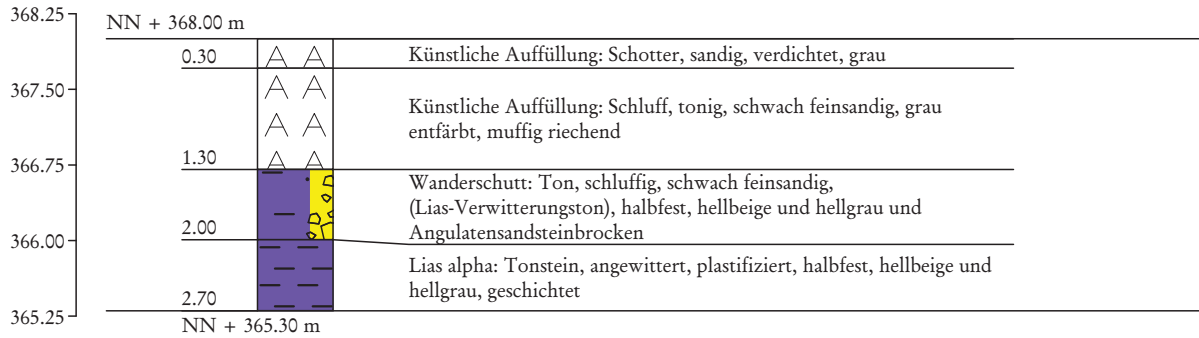 368.25
NN + 368.00 m
0.30
Künstliche Auffüllung: Schotter, sandig, verdichtet, grau
367.50
Künstliche Auffüllung: Schluff, tonig, schwach feinsandig, grau
entfärbt, muffig riechend
1.30
366.75
Wanderschutt: Ton, schluffig, schwach feinsandig,
(Lias-Verwitterungston), halbfest, hellbeige und hellgrau und
Angulatensandsteinbrocken
2.00
366.00
Lias alpha: Tonstein, angewittert, plastifiziert, halbfest, hellbeige und
hellgrau, geschichtet
2.70
365.25
NN + 365.30 m